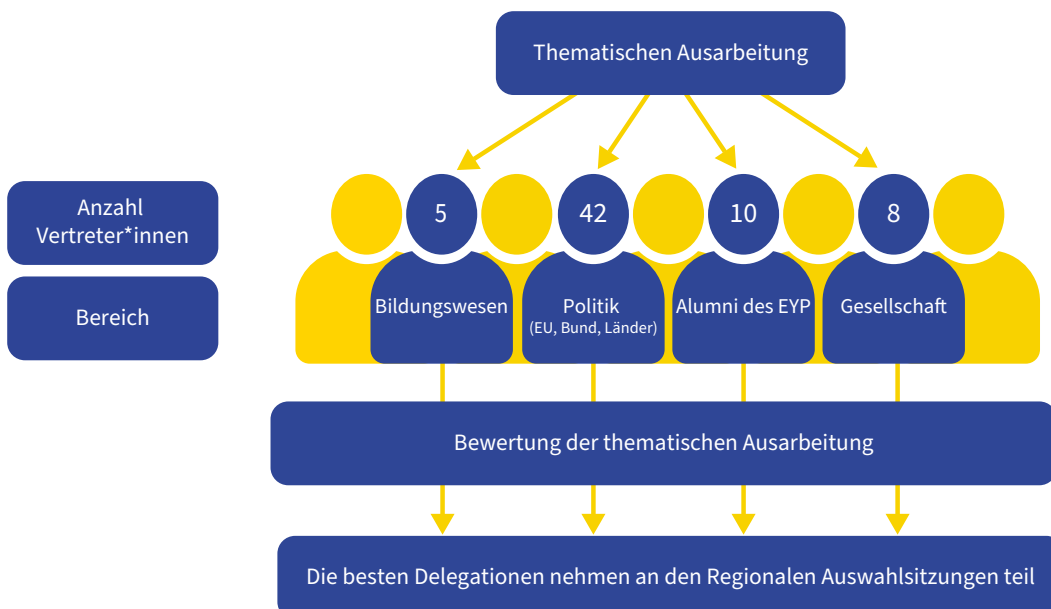 Thematischen Ausarbeitung
Anzahl
Vertreter*innen
5
42
10
8
Bereich
Bildungswesen
Politik
(EU, Bund, Länder)
Alumni des EYP
Gesellschaft
Bewertung der thematischen Ausarbeitung
Die besten Delegationen nehmen an den Regionalen Auswahlsitzungen teil